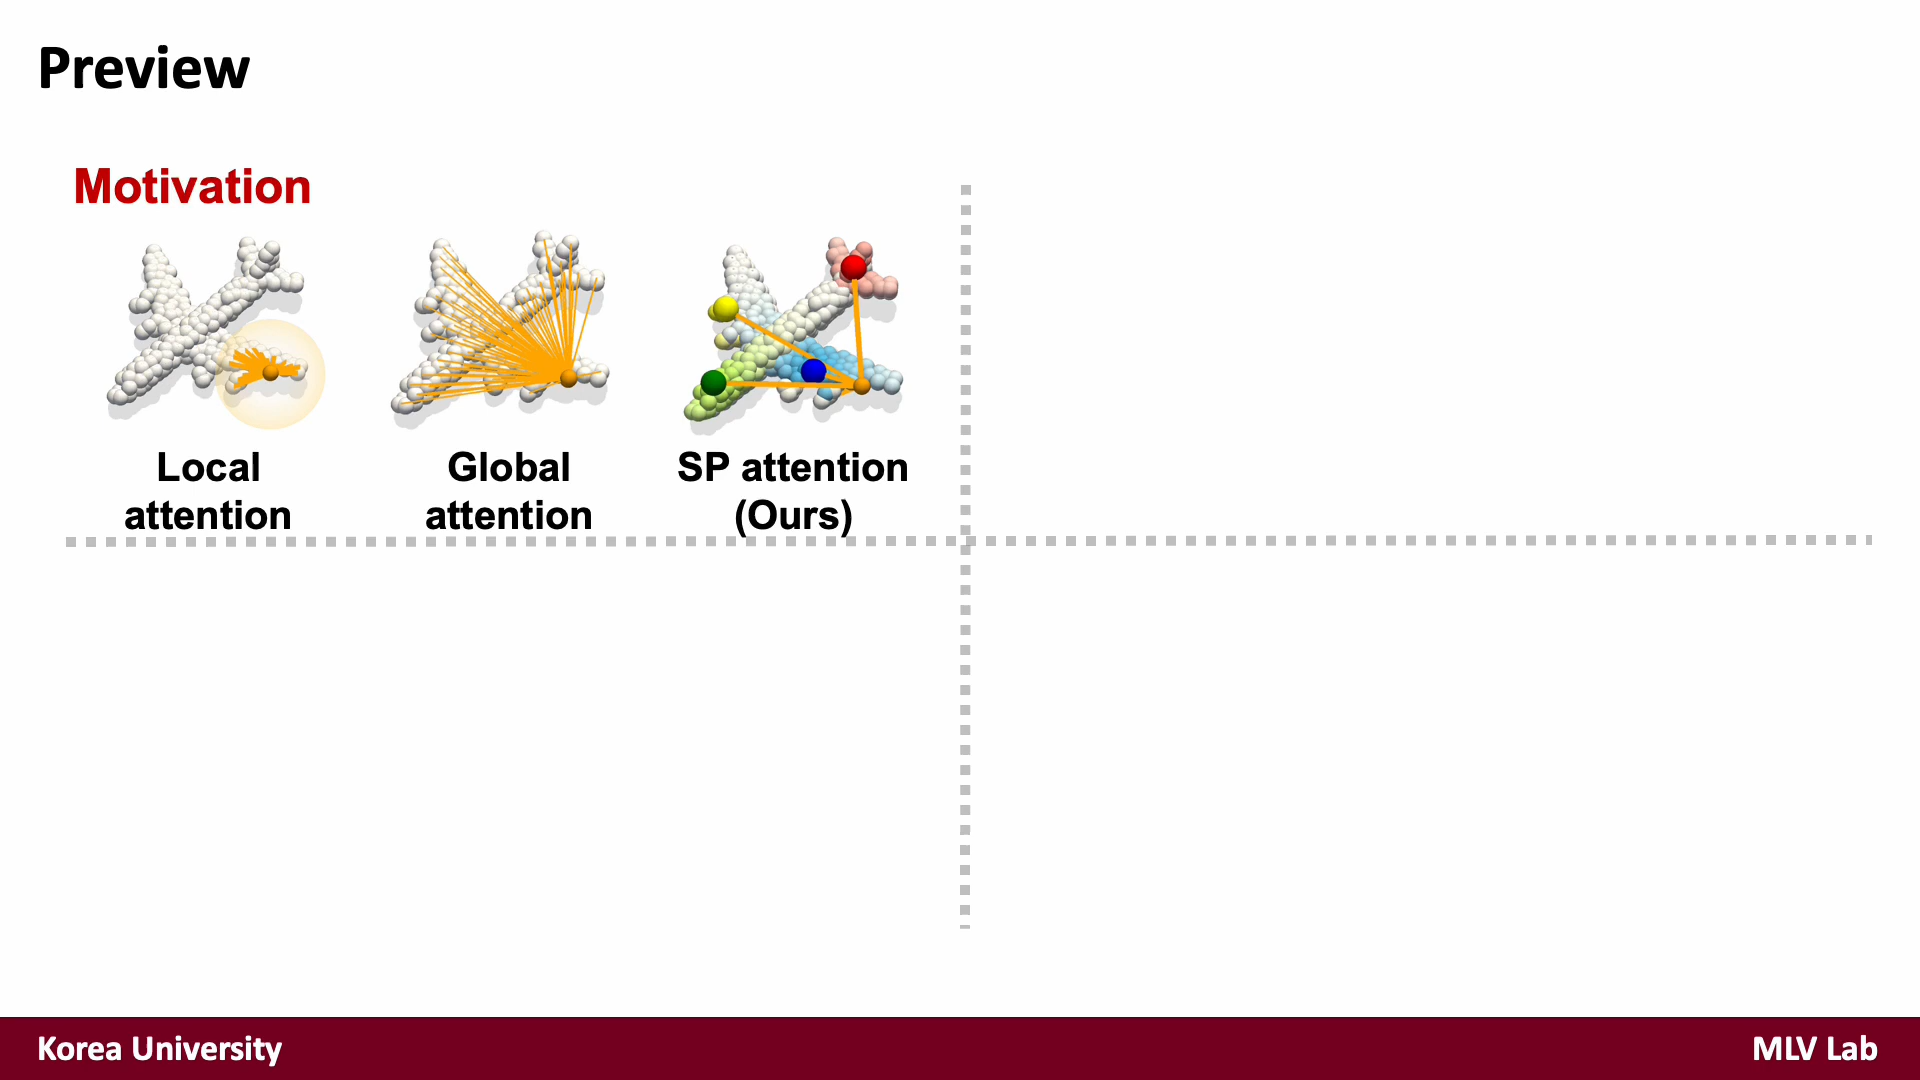 Preview
Motivation
Local
attention
Global
attention
SP attention
(Ours)
Korea University
MLV Lab